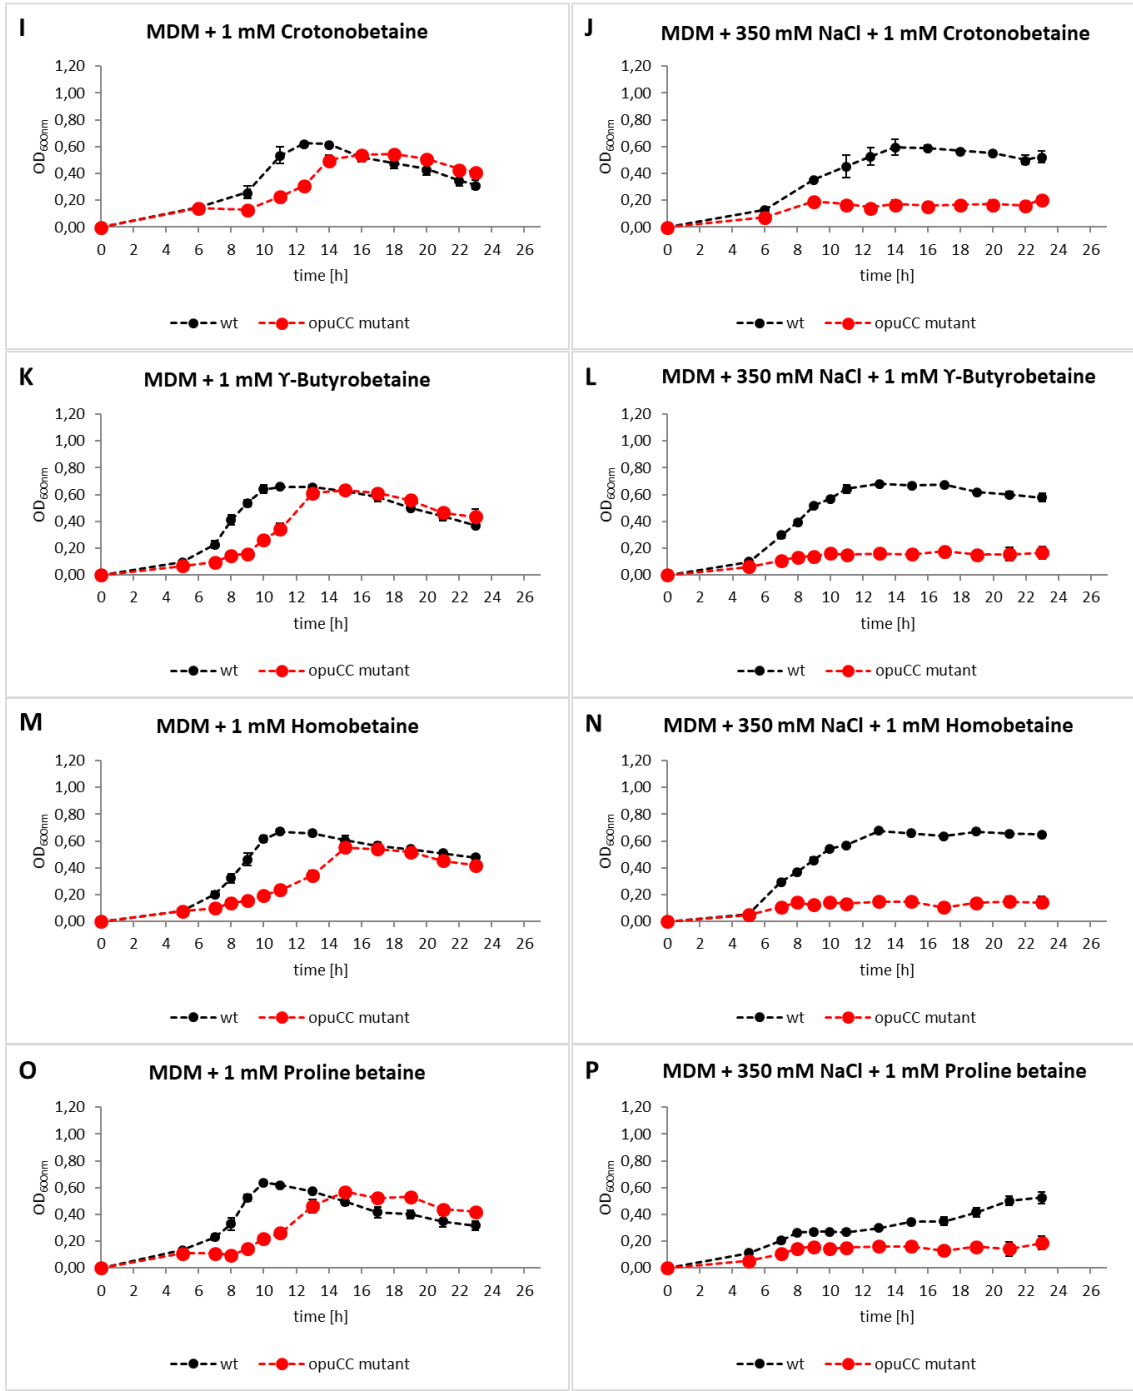 I
MDM + 1 mM Crotonobetaine
1,20
1,00
0,80
0,60
0,40
0,20
0,00
OD600nm
0 2 4 6 8 10 12 14 16 18 20 22 24 26
time [h]
wt opuCC mutant
J
MDM + 350 mM NaCl + 1 mM Crotonobetaine
1,20
1,00
0,80
0,60
0,40
0,20
0,00
OD600nm
0 2 4 6 8 10 12 14 16 18 20 22 24 26
time [h]
wt opuCC mutant
K
MDM + 1 mM ϒ-Butyrobetaine
1,20
1,00
0,80
0,60
0,40
0,20
0,00
OD600nm
0 2 4 6 8 10 12 14 16 18 20 22 24 26
time [h]
wt opuCC mutant
L
MDM + 350 mM NaCl + 1 mM ϒ-Butyrobetaine
1,20
1,00
0,80
0,60
0,40
0,20
0,00
OD600nm
0 2 4 6 8 10 12 14 16 18 20 22 24 26
time [h]
wt opuCC mutant
M
MDM + 1 mM Homobetaine
1,20
1,00
0,80
0,60
0,40
0,20
0,00
OD600nm
0 2 4 6 8 10 12 14 16 18 20 22 24 26
time [h]
wt opuCC mutant
N
MDM + 350 mM NaCl + 1 mM Homobetaine
1,20
1,00
0,80
0,60
0,40
0,20
0,00
OD600nm
0 2 4 6 8 10 12 14 16 18 20 22 24 26
time [h]
wt opuCC mutant
O
MDM + 1 mM Proline betaine
1,20
1,00
0,80
0,60
0,40
0,20
0,00
OD600nm
0 2 4 6 8 10 12 14 16 18 20 22 24 26
time [h]
wt opuCC mutant
P
MDM + 350 mM NaCl + 1 mM Proline betaine
1,20
1,00
0,80
0,60
0,40
0,20
0,00
OD600nm
0 2 4 6 8 10 12 14 16 18 20 22 24 26
time [h]
wt opuCC mutant